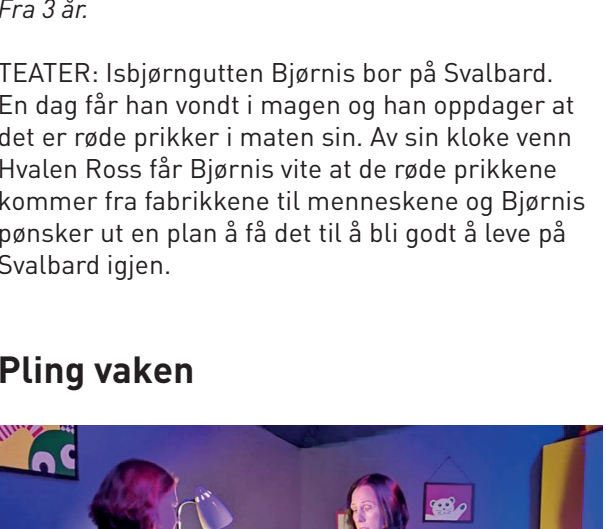 Fra 3 år.
TEATER: Isbjørngutten Bjørnis bor på Svalbard.
En dag får han vondt i magen og han oppdager at
det er røde prikker i maten sin. Av sin kloke venn
Hvalen Ross får Bjørnis vite at de røde prikkene
kommer fra fabrikkene til menneskene og Bjørnis
pønsker ut en plan å få det til å bli godt å leve på
Svalbard igjen.
Pling vaken